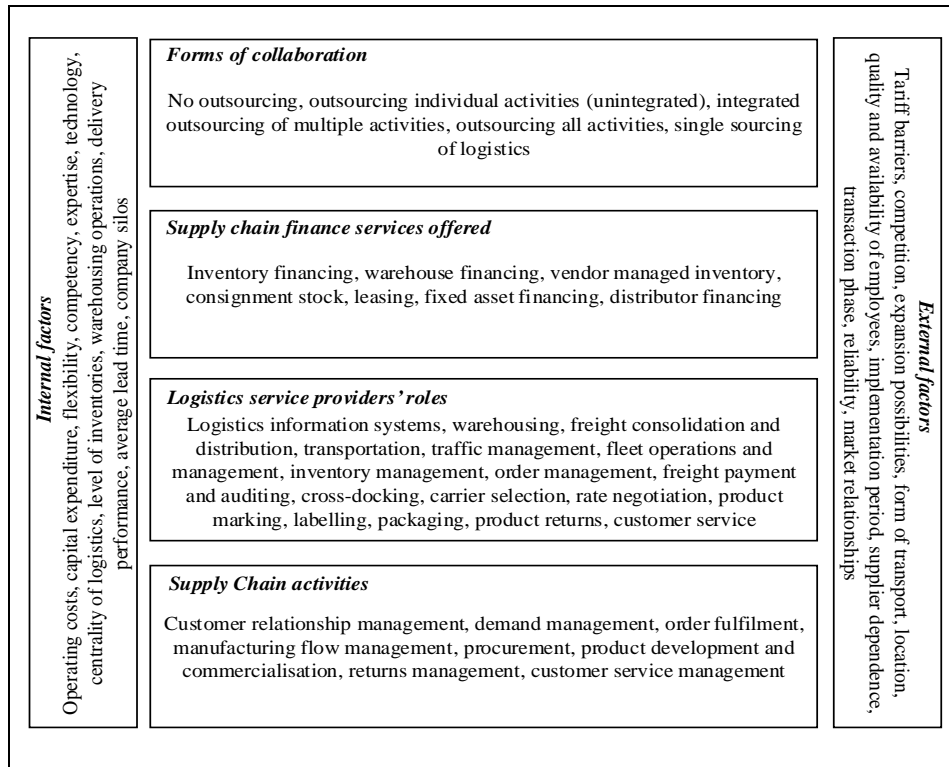 Internal factors
Operating costs, capital expenditure, flexibility, competency, expertise, technology,
centrality of logistics, level of inventories, warehousing operations, delivery
performance, average lead time, company silos
Forms of collaboration
No outsourcing, outsourcing individual activities (unintegrated), integrated
outsourcing of multiple activities, outsourcing all activities, single sourcing
of logistics
Supply chain finance services offered
Inventory financing, warehouse financing, vendor managed inventory,
consignment stock, leasing, fixed asset financing, distributor financing
Logistics service providers' roles
Logistics information systems, warehousing, freight consolidation and
distribution, transportation, traffic management, fleet operations and
management, inventory management, order management, freight payment
and auditing, cross-docking, carrier selection, rate negotiation, product
marking, labelling, packaging, product returns, customer service
Supply Chain activities
Customer relationship management, demand management, order fulfilment,
manufacturing flow management, procurement, product development and
commercialisation, returns management, customer service management
External factors
Tariff barriers, competition, expansion possibilities, form of transport, location,
quality and availability of employees, implementation period, supplier dependence,
transaction phase, reliability, market relationships